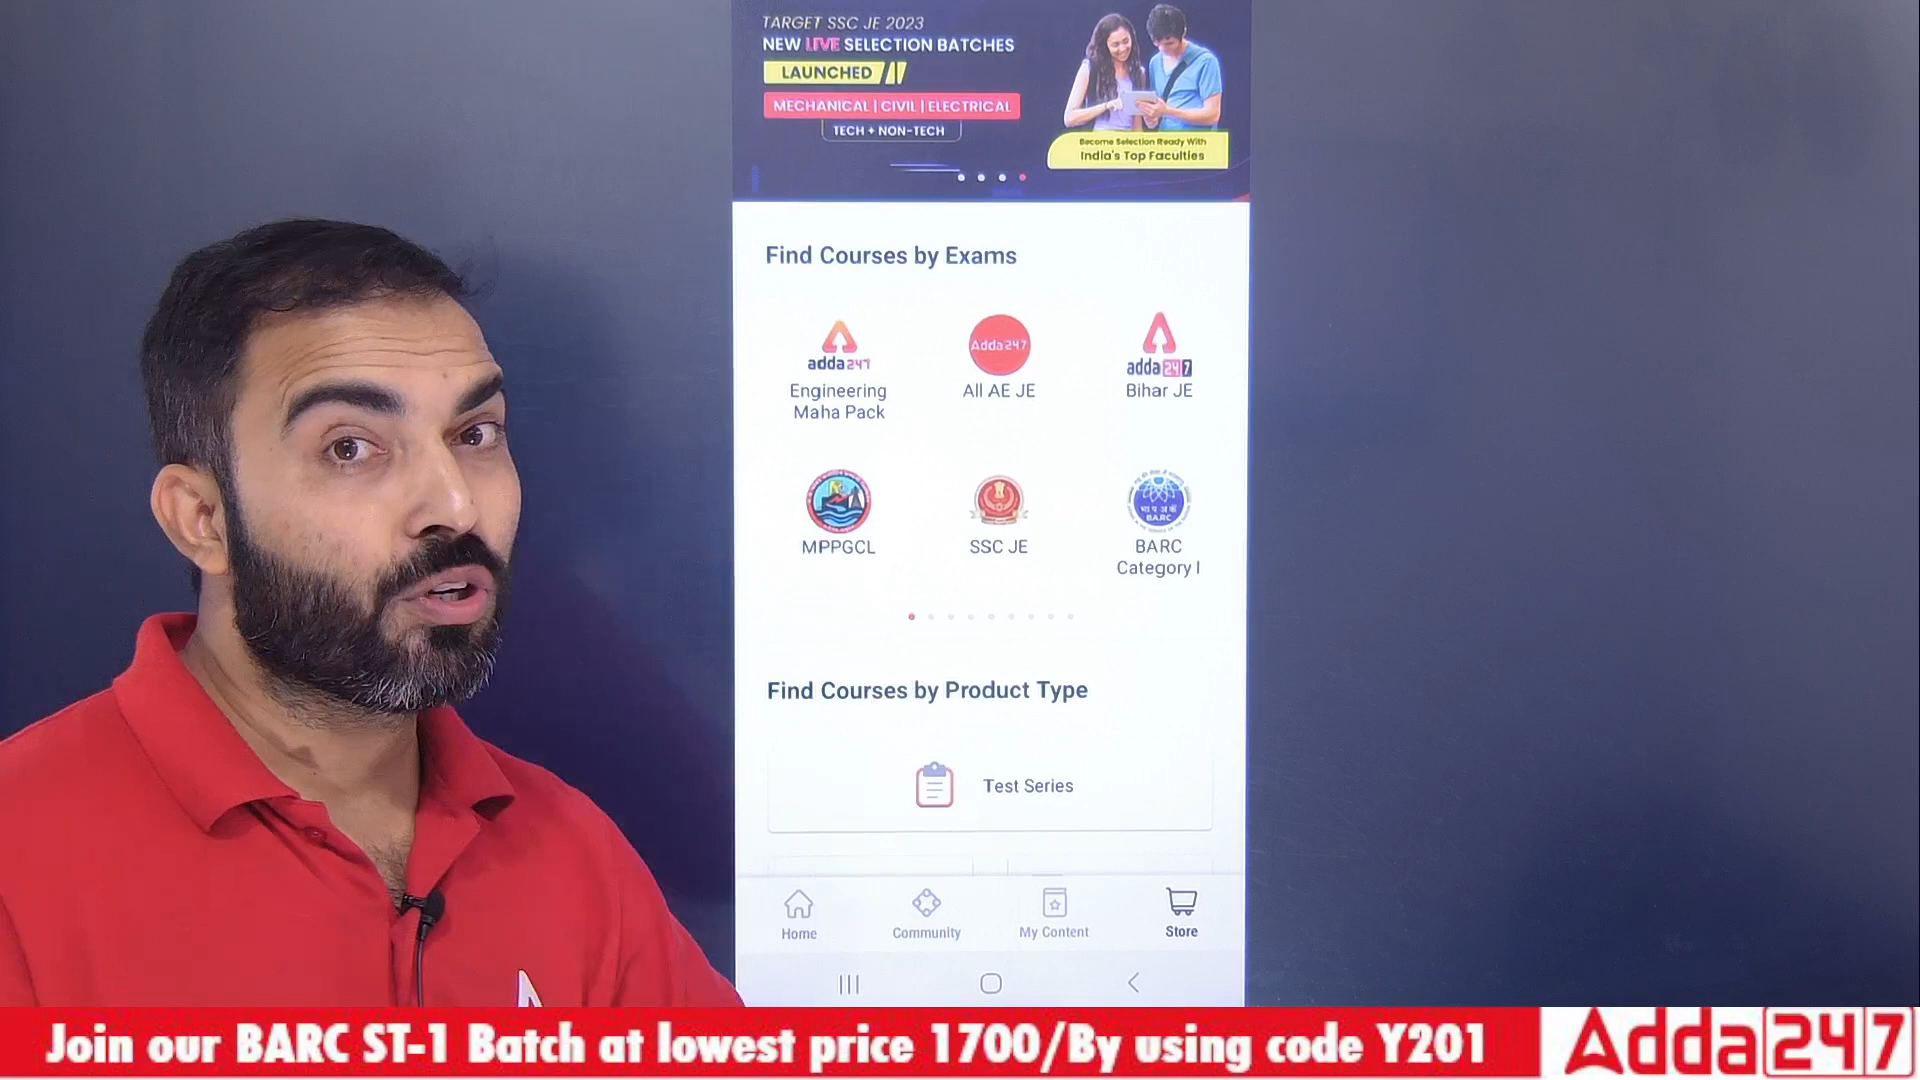 TARGET SSC JE 2023
NEW LIVE SELECTION BATCHES
LAUNCHED
MECHANICAL | CIVIL | ELECTRICAL
TECH + NON-TECH
Become Selection Ready With
India's Top Faculties
Find Courses by Exams
adda247
Engineering
Maha Pack
Adda247
All AE JE
adda247
Bihar JE
MPPGCL
SSC JE
BARC
BARC
Category I
Find Courses by Product Type
Test Series
Home
Community
My Content
Store
Join our BARC ST-1 Batch at lowest price 1700/By using code Y201
Adda247